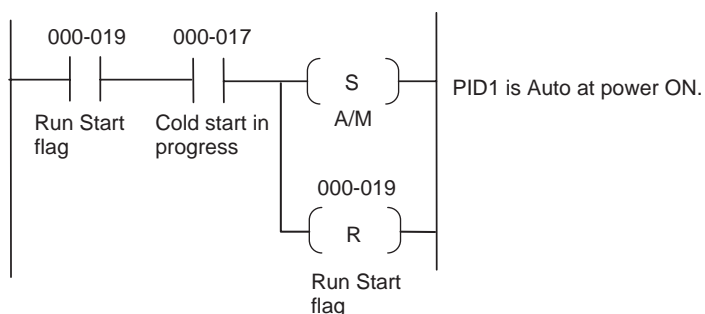 000-019 000-017
S
PID1 is Auto at power ON.
Run Start
flag
Cold start in
progress
A/M
000-019
R
Run Start
flag